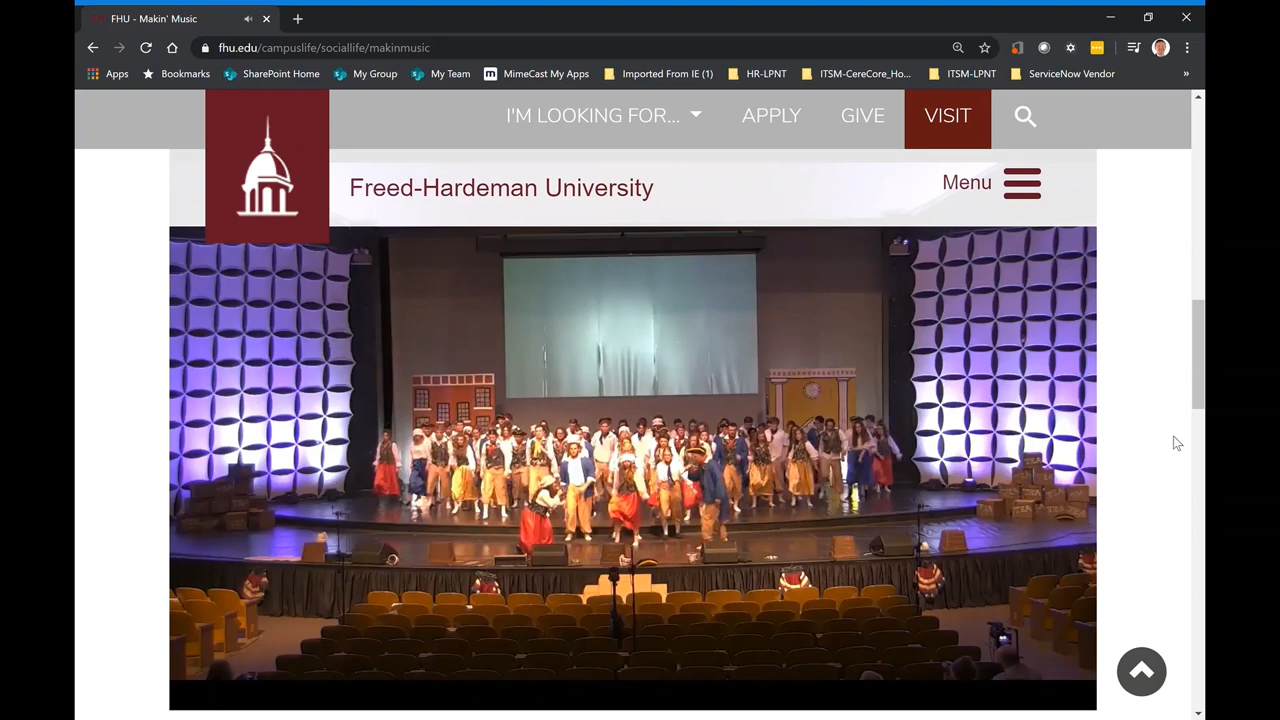 FHU - Makin' Music
fhu.edu/campuslife/sociallife/makinmusic
Apps Bookmarks SharePoint Home My Group My Team MimeCast My Apps Imported From IE (1) HR-LPNT ITSM-CereCore_Ho... ITSM-LPNT ServiceNow Vendor »
I'M LOOKING FOR... APPLY GIVE VISIT
Freed-Hardeman University
Menu
TEA